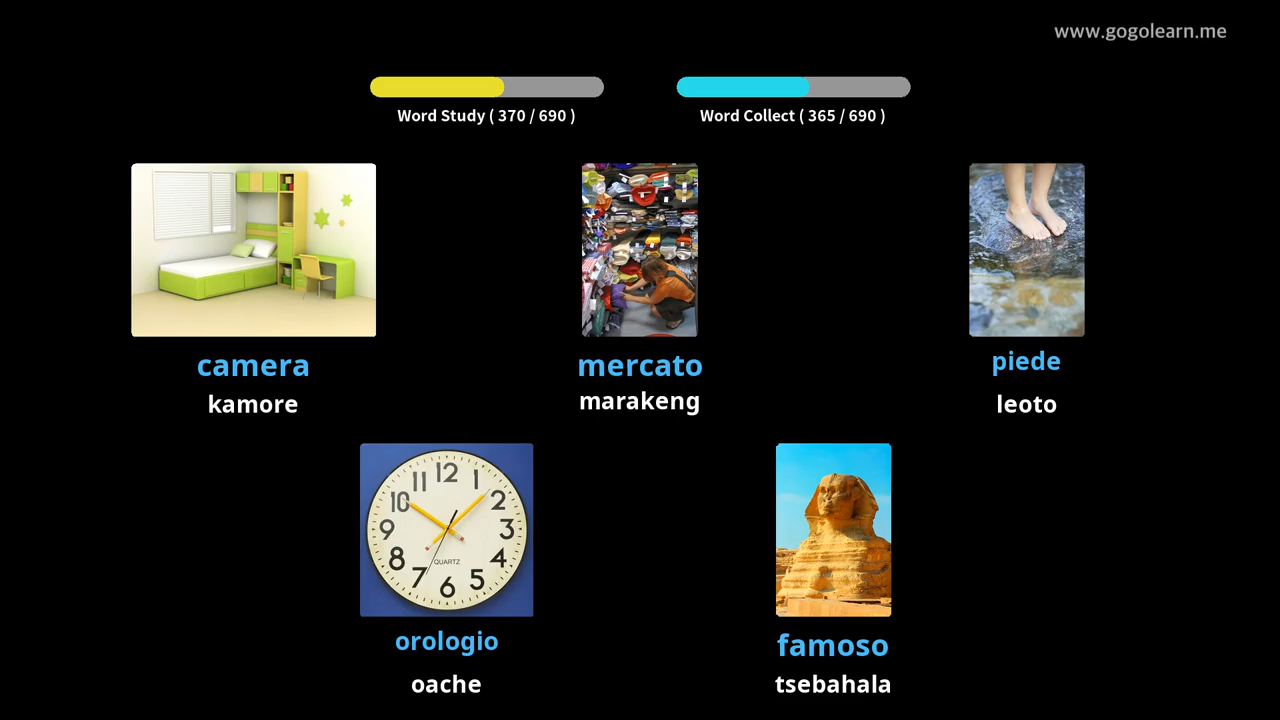 www.gogolearn.me
Word Study ( 370 / 690 )
Word Collect ( 365 / 690 )
camera
kamore
mercato
marakeng
piede
leoto
12
1
2
3
4
5
6
7
8
9
10
11
QUARTZ
orologio
oache
famoso
tsebahala